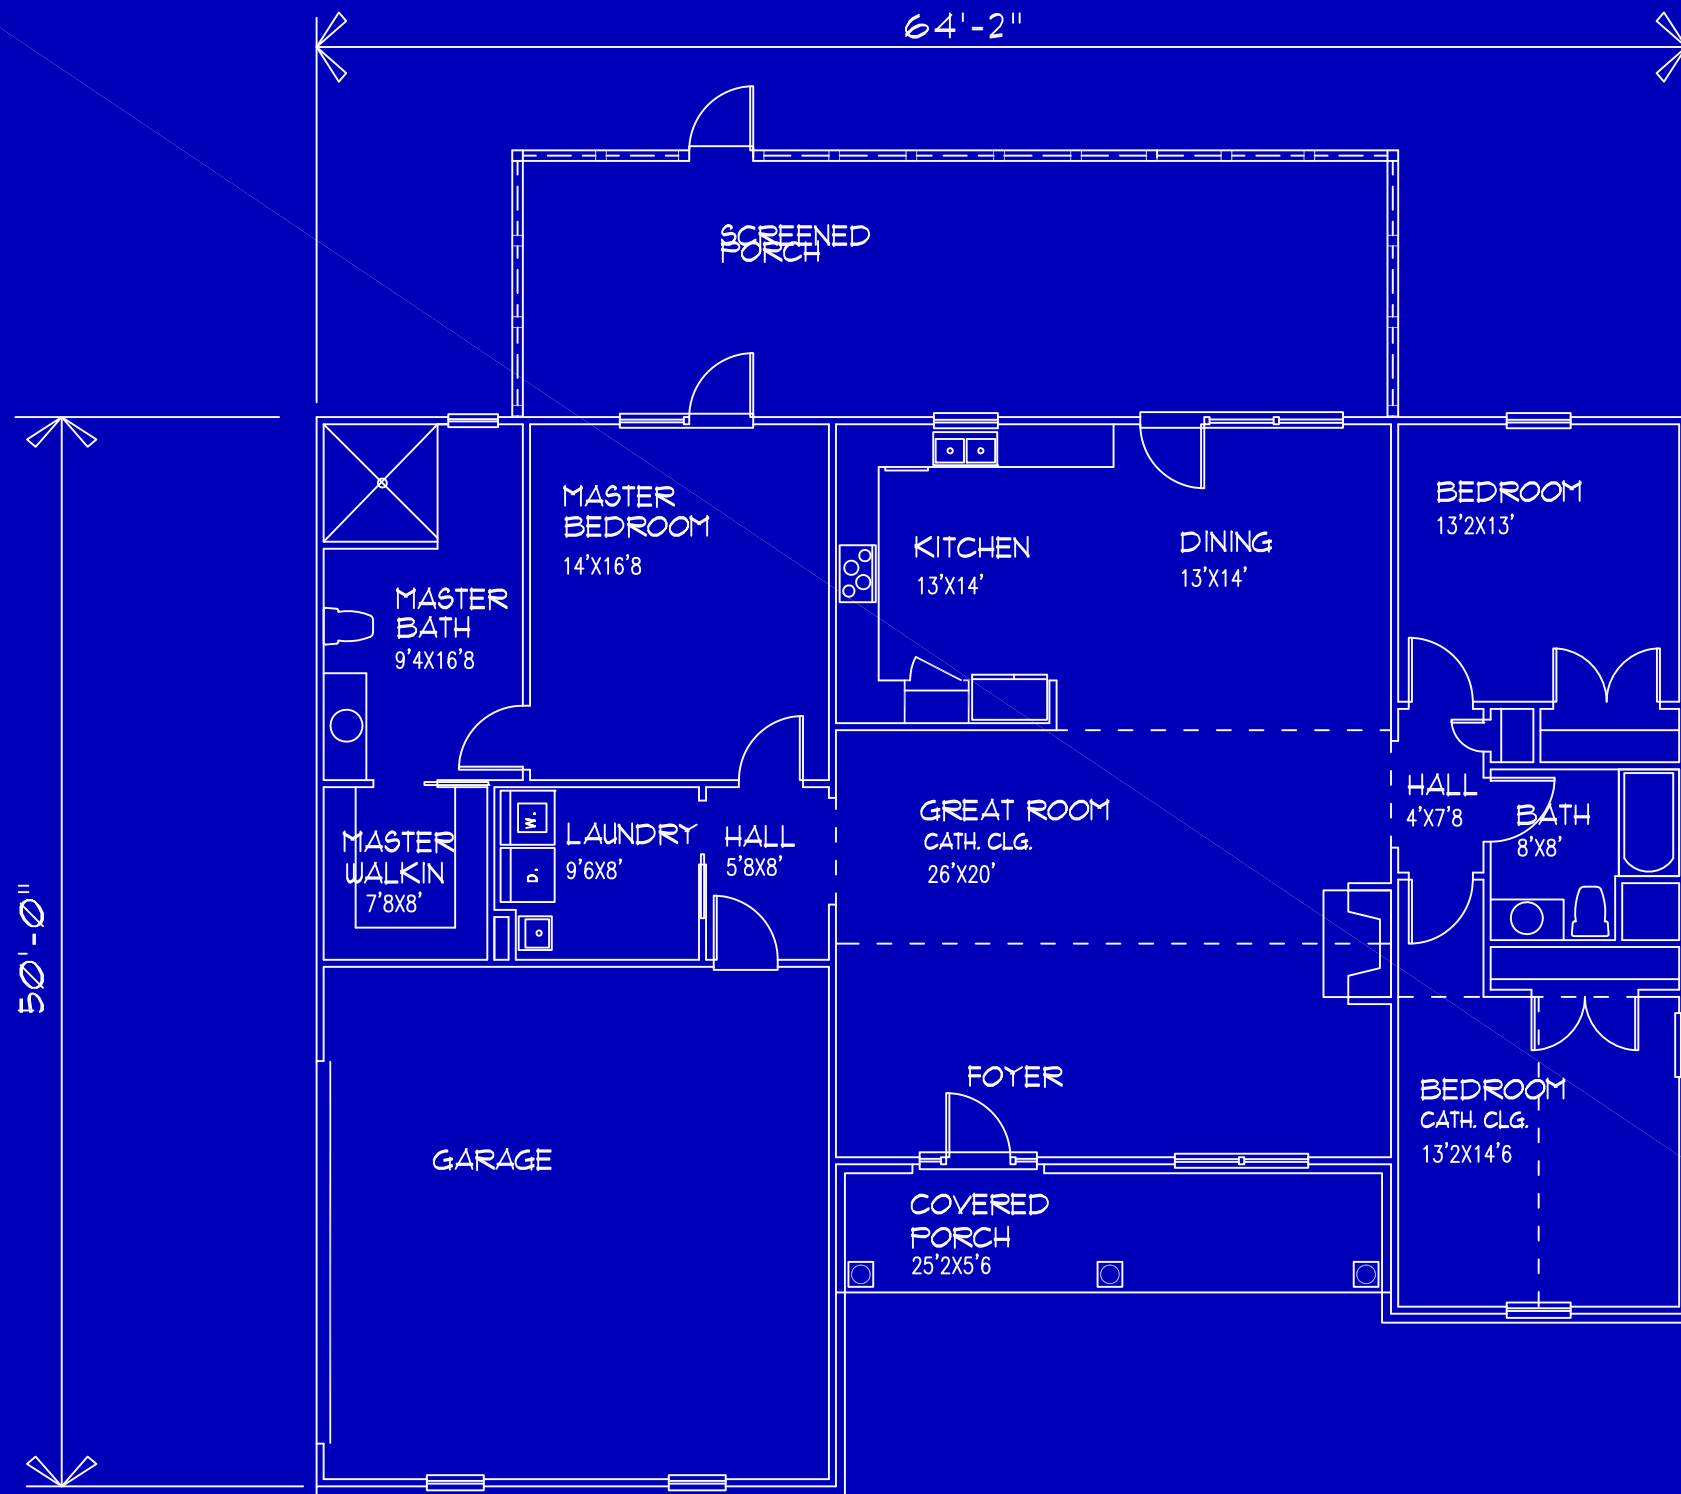 64'-2"
SCREENED
PORCH
MASTER
BEDROOM
14'X16'8
MASTER
BATH
9'4X16'8
KITCHEN
13'X14'
DINING
13'X14'
BEDROOM
13'2X13'
HALL
4'X7'8
BATH
8'X8'
GREAT ROOM
CATH. CLG.
26'X20'
MASTER
WALKIN
7'8X8'
W.
D.
LAUNDRY
9'6X8'
HALL
5'8X8'
50'-0"
FOYER
BEDROOM
CATH. CLG.
13'2X14'6
GARAGE
COVERED
PORCH
25'2X5'6